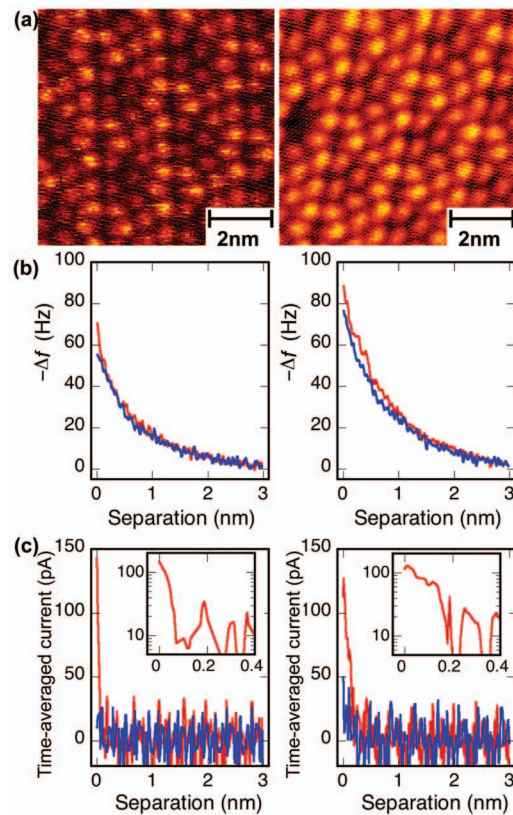 (a)
2nm 2nm
(b)
100 100
80 80
60 60
40 40
20 20
0 0
−Δf (Hz) −Δf (Hz)
0 1 2 3 0 1 2 3
Separation (nm) Separation (nm)
(c)
150 150
100 100
50 50
0 0
Time-averaged current (pA) Time-averaged current (pA)
100 100
10 10
0 0.2 0.4 0 0.2 0.4
0 1 2 3 0 1 2 3
Separation (nm) Separation (nm)